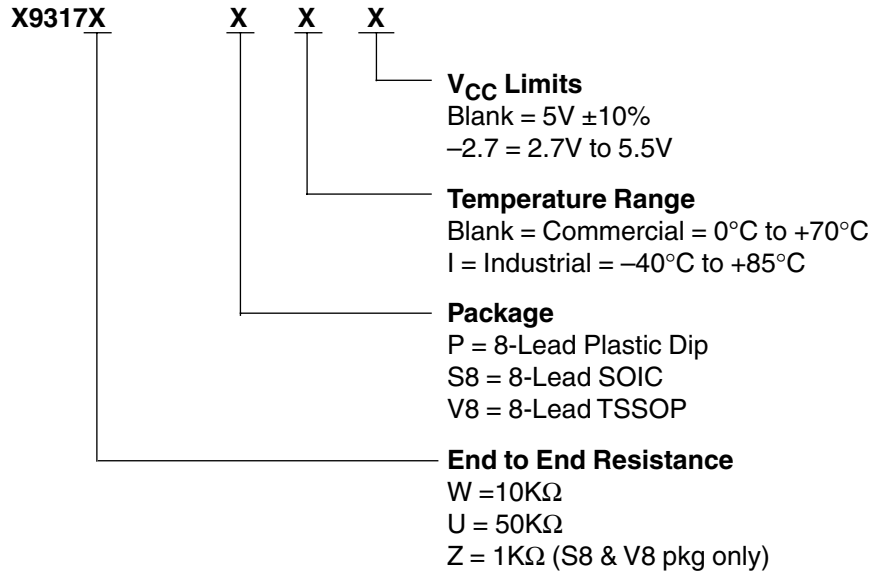 X9317X X X X
V_CC Limits
Blank = 5V ±10%
–2.7 = 2.7V to 5.5V
Temperature Range
Blank = Commercial = 0°C to +70°C
I = Industrial = –40°C to +85°C
Package
P = 8-Lead Plastic Dip
S8 = 8-Lead SOIC
V8 = 8-Lead TSSOP
End to End Resistance
W =10KΩ
U = 50KΩ
Z = 1KΩ (S8 & V8 pkg only)